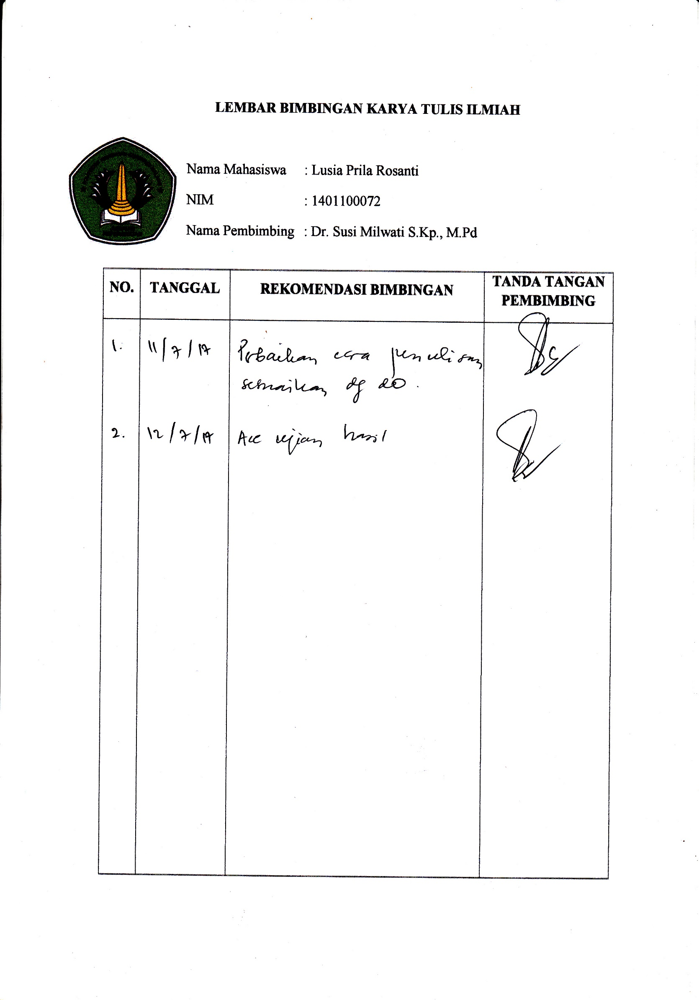 LEMBAR BIMBINGAN KARYA TULIS ILMIAH
Nama Mahasiswa : Lusia Prila Rosanti
NIM : 1401100072
Nama Pembimbing : Dr. Susi Milwati S.Kp., M.Pd
NO. TANGGAL REKOMENDASI BIMBINGAN TANDA TANGAN PEMBIMBING
1. 11/7/17 Perbaikan cara penulisan
sesuaikan dg DO.
2. 12/7/17 Acc ujian hasil